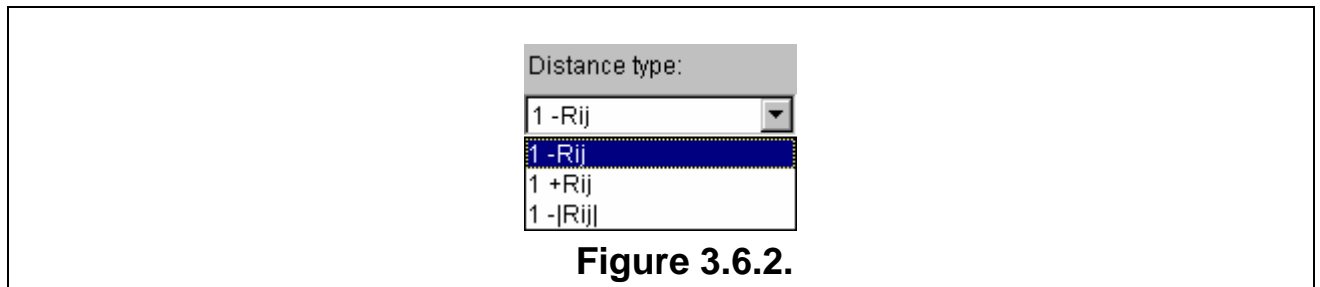 Distance type:
1 -Rij
1 -Rij
1 +Rij
1 -|Rij|
Figure 3.6.2.